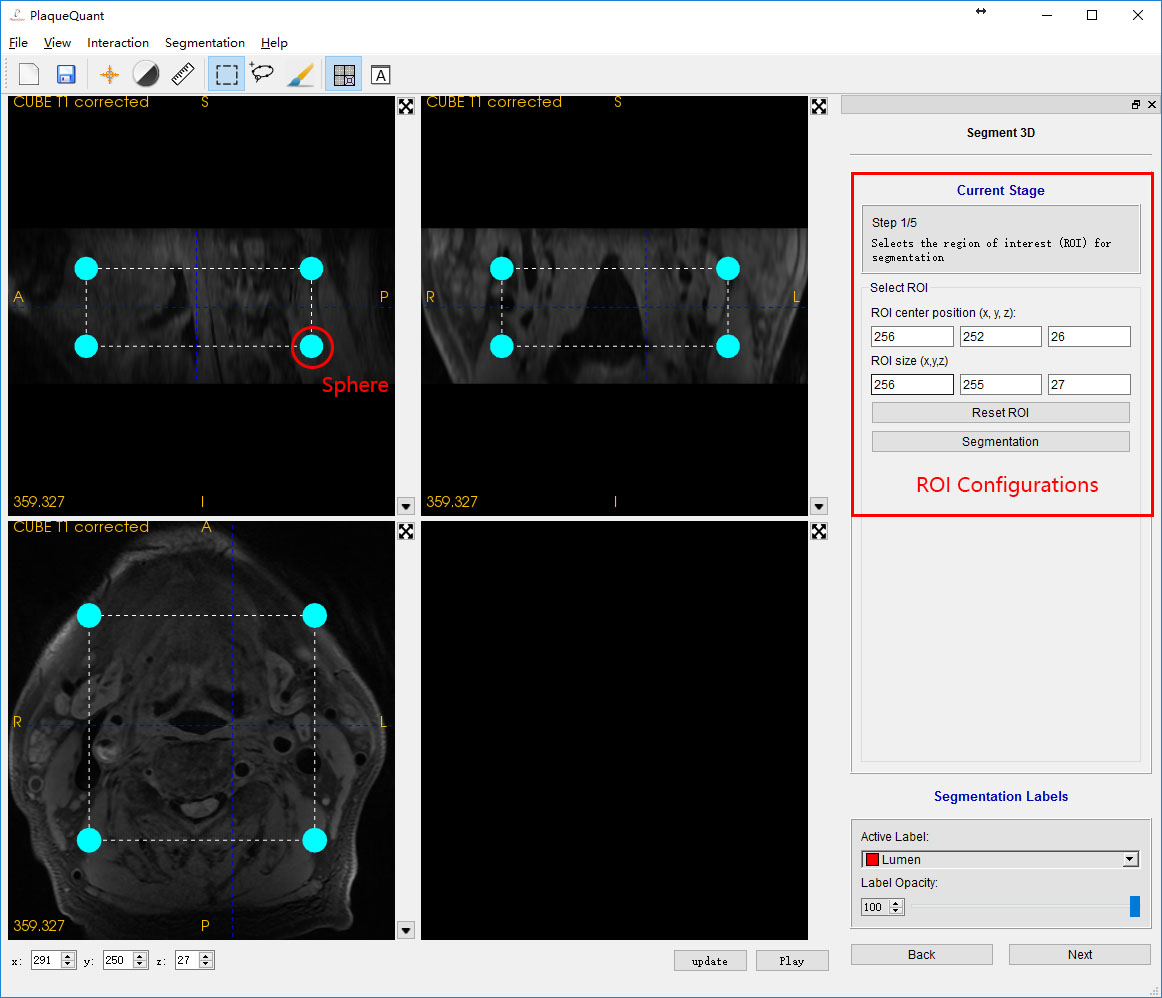 PlaqueQuant
File View Interaction Segmentation Help
A
CUBE T1 corrected S
A P
Sphere
359.327 I
CUBE T1 corrected S
R L
359.327 I
CUBE T1 corrected A
R L
359.327 P
x: 291 y: 250 z: 27
update Play
Segment 3D
Current Stage
Step 1/5
Selects the region of interest (ROI) for
segmentation
Select ROI
ROI center position (x, y, z):
256 252 26
ROI size (x,y,z)
256 255 27
Reset ROI
Segmentation
ROI Configurations
Segmentation Labels
Active Label:
Lumen
Label Opacity:
100
Back Next